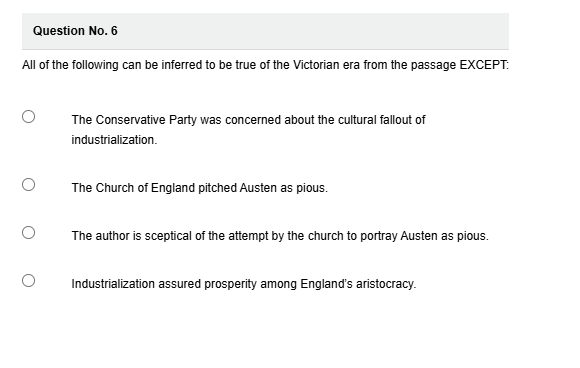 Question No. 6
All of the following can be inferred to be true of the Victorian era from the passage EXCEPT:
The Conservative Party was concerned about the cultural fallout of
industrialization.
The Church of England pitched Austen as pious.
The author is sceptical of the attempt by the church to portray Austen as pious.
Industrialization assured prosperity among England's aristocracy.